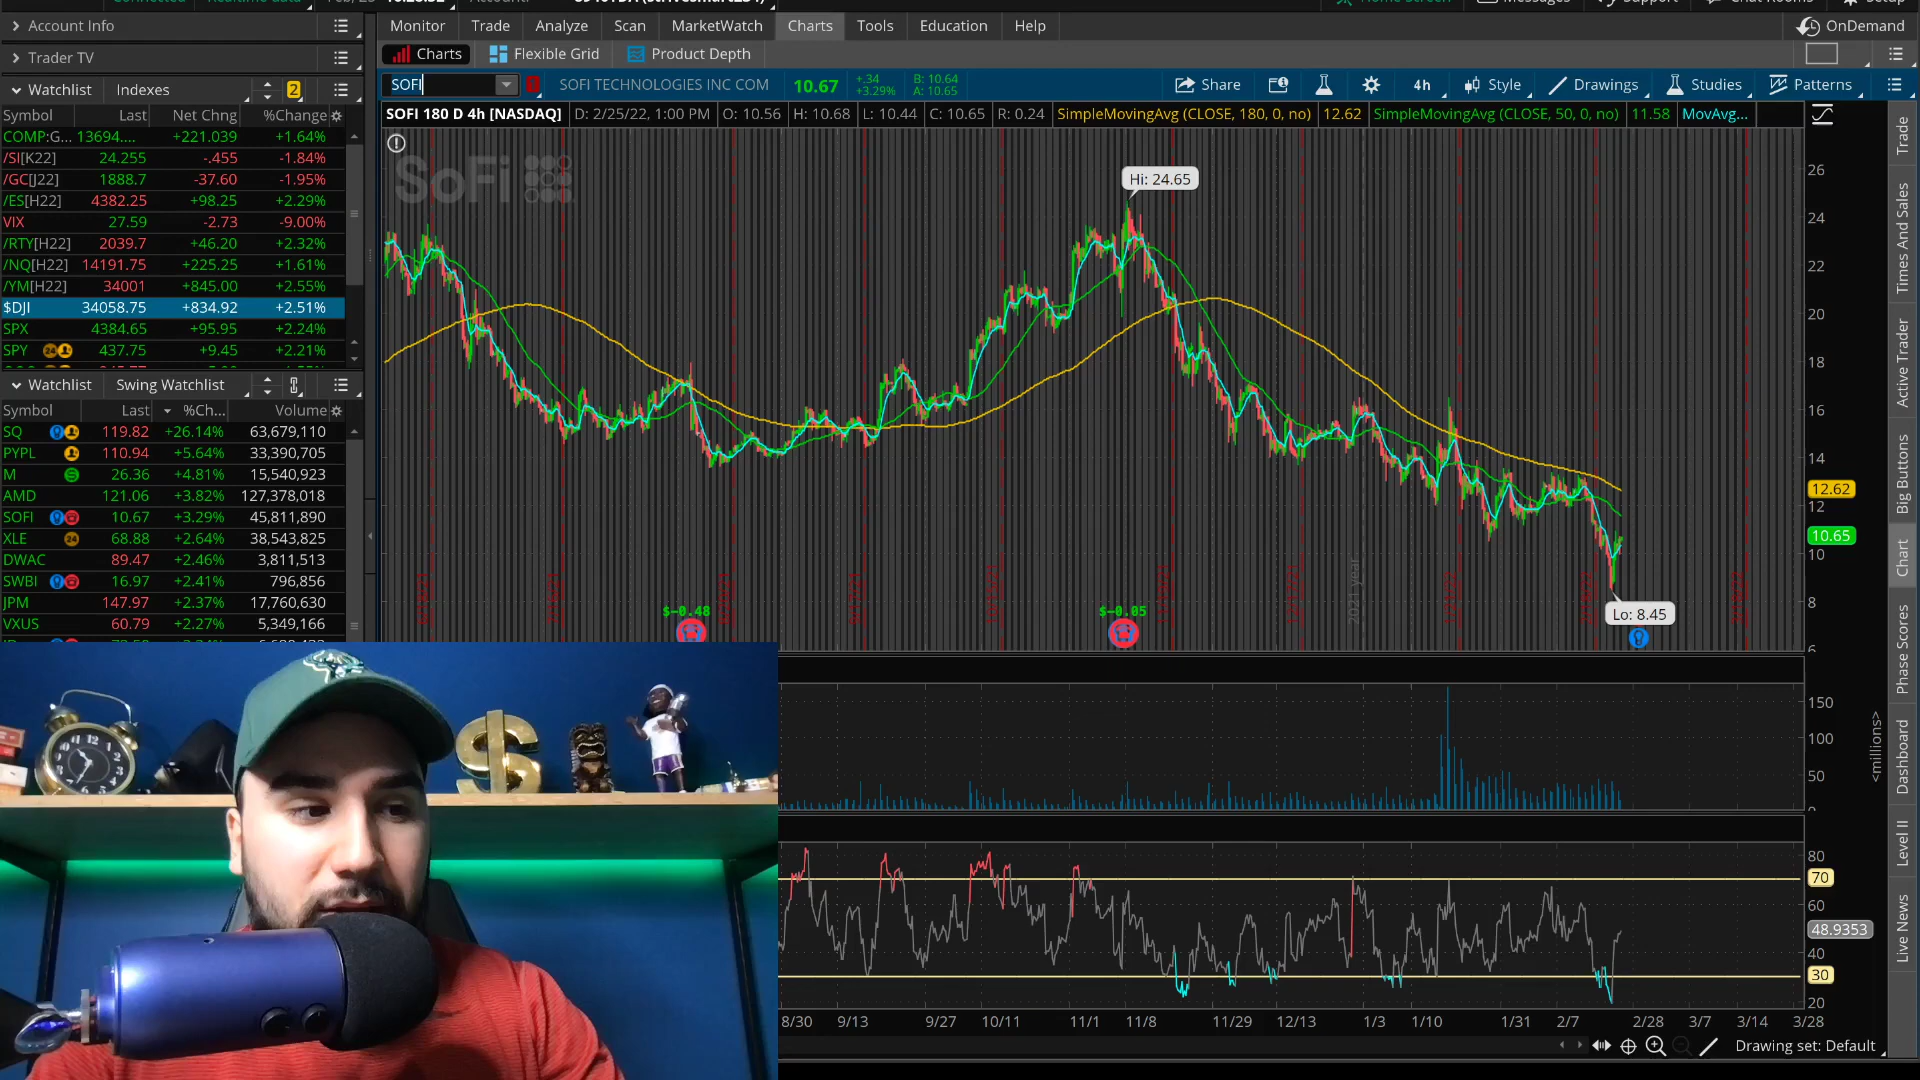 Account Info
Trader TV
Watchlist Indexes 2
Symbol Last Net Chng %Change
COMP:G... 13694.... +221.039 +1.64%
/SI[K22] 24.255 -.455 -1.84%
/GC[J22] 1888.7 -37.60 -1.95%
/ES[H22] 4382.25 +98.25 +2.29%
VIX 27.59 -2.73 -9.00%
/RTY[H22] 2039.7 +46.20 +2.32%
/NQ[H22] 14191.75 +225.25 +1.61%
/YM[H22] 34001 +845.00 +2.55%
$DJI 34058.75 +834.92 +2.51%
SPX 4384.65 +95.95 +2.24%
SPY 24 437.75 +9.45 +2.21%
Watchlist Swing Watchlist
Symbol Last %Ch... Volume
SQ 119.82 +26.14% 63,679,110
PYPL 110.94 +5.64% 33,390,705
M 26.36 +4.81% 15,540,923
AMD 121.06 +3.82% 127,378,018
SOFI 10.67 +3.29% 45,811,890
XLE 24 68.88 +2.64% 38,543,825
DWAC 89.47 +2.46% 3,811,513
SWBI 16.97 +2.41% 796,856
JPM 147.97 +2.37% 17,760,630
VXUS 60.79 +2.27% 5,349,166
Monitor Trade Analyze Scan MarketWatch Charts Tools Education Help OnDemand
Charts Flexible Grid Product Depth
SOFI SOFI TECHNOLOGIES INC COM 10.67 +.34 +3.29% B: 10.64 A: 10.65 Share 4h Style Drawings Studies Patterns
SOFI 180 D 4h [NASDAQ] D: 2/25/22, 1:00 PM O: 10.56 H: 10.68 L: 10.44 C: 10.65 R: 0.24 SimpleMovingAvg (CLOSE, 180, 0, no) 12.62 SimpleMovingAvg (CLOSE, 50, 0, no) 11.58 MovAvg...
SoFi
Hi: 24.65
26
24
22
20
18
16
14
12.62
12
10.65
10
8
6
$-0.48
$-0.05
2021 year
Lo: 8.45
150
100
50
<millions>
80
70
60
48.9353
40
30
20
8/30 9/13 9/27 10/11 11/1 11/8 11/29 12/13 1/3 1/10 1/31 2/7 2/28 3/7 3/14 3/28
Drawing set: Default
Trade
Times And Sales
Active Trader
Big Buttons
Chart
Phase Scores
Dashboard
Level II
Live News
$